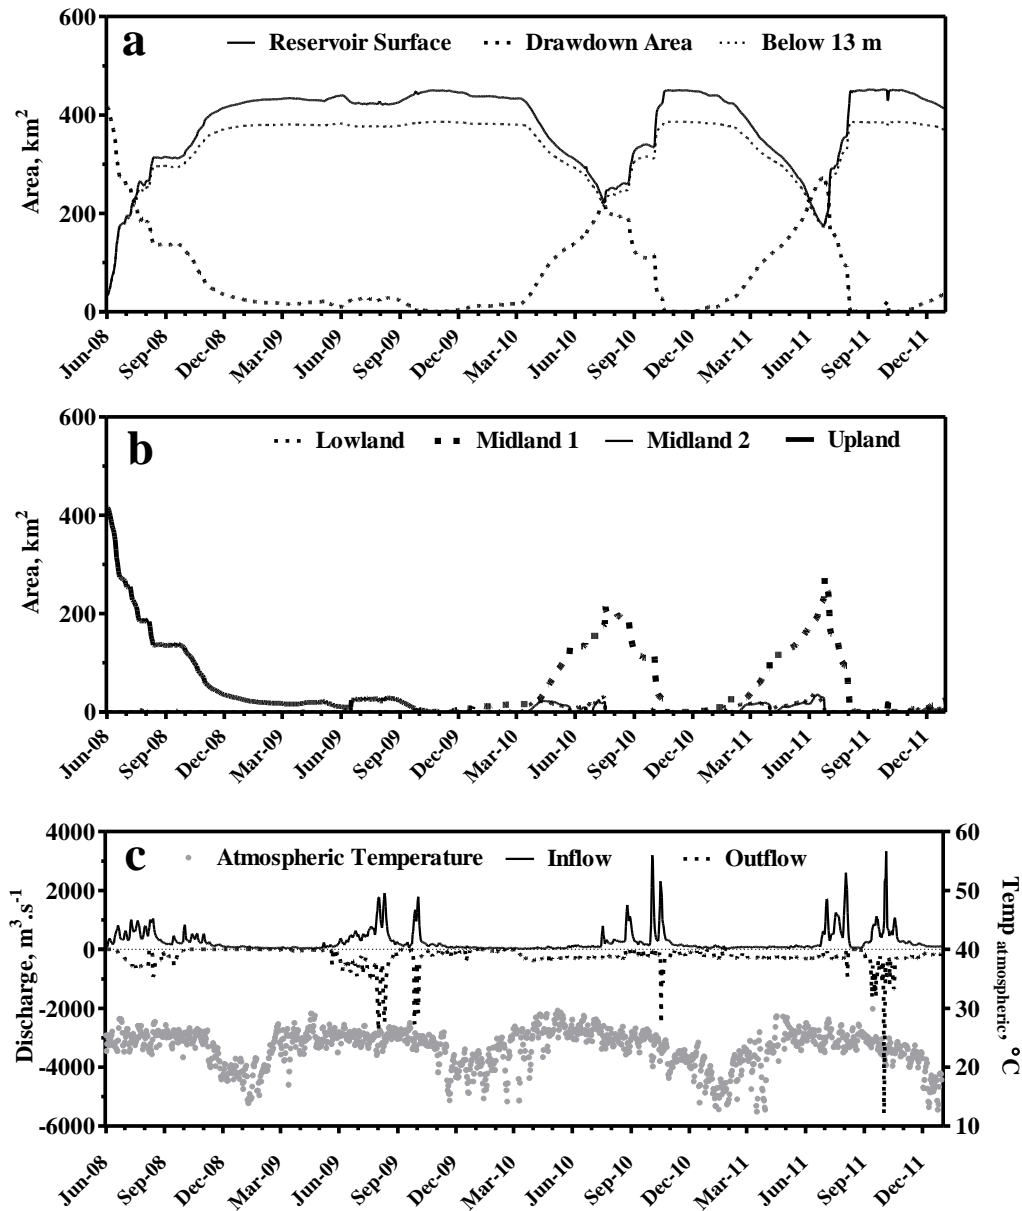 a
Reservoir Surface Drawdown Area Below 13 m
Area, km²
600
400
200
0
Jun-08 Sep-08 Dec-08 Mar-09 Jun-09 Sep-09 Dec-09 Mar-10 Jun-10 Sep-10 Dec-10 Mar-11 Jun-11 Sep-11 Dec-11
b
Lowland Midland 1 Midland 2 Upland
Area, km²
600
400
200
0
Jun-08 Sep-08 Dec-08 Mar-09 Jun-09 Sep-09 Dec-09 Mar-10 Jun-10 Sep-10 Dec-10 Mar-11 Jun-11 Sep-11 Dec-11
c
Atmospheric Temperature Inflow Outflow
Discharge, m³.s⁻¹
4000
2000
0
-2000
-4000
-6000
60
50
40
30
20
10
Temp atmospheric, °C
Jun-08 Sep-08 Dec-08 Mar-09 Jun-09 Sep-09 Dec-09 Mar-10 Jun-10 Sep-10 Dec-10 Mar-11 Jun-11 Sep-11 Dec-11